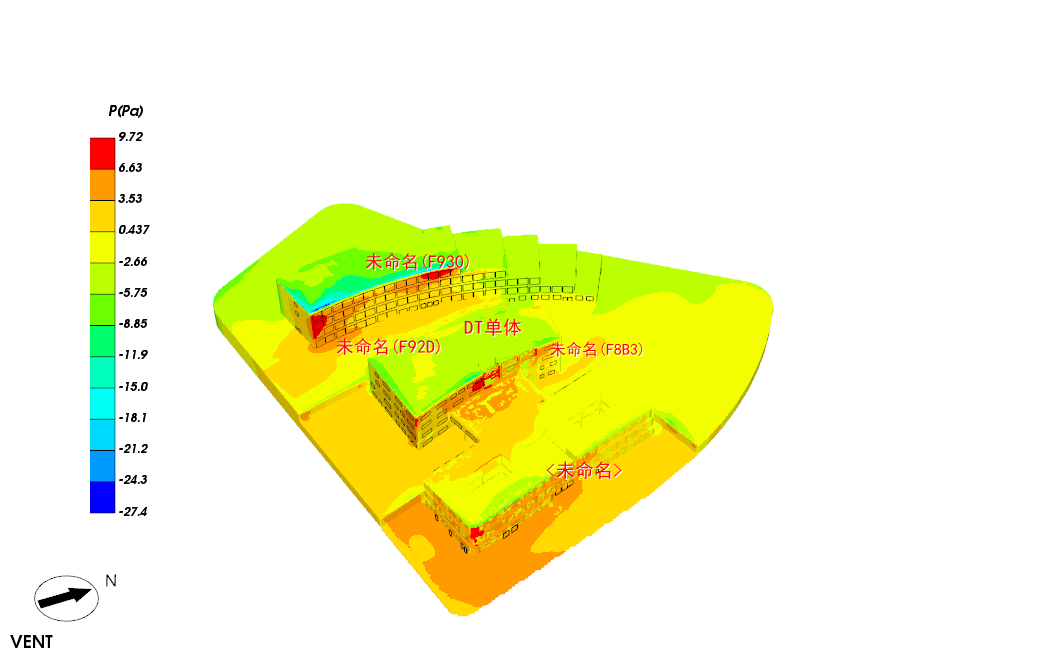 P(Pa)
9.72
6.63
3.53
0.437
-2.66
-5.75
-8.85
-11.9
-15.0
-18.1
-21.2
-24.3
-27.4
未命名(F930)
DT单体
未命名(F92D)
未命名(F8B3)
<未命名>
N
VENT